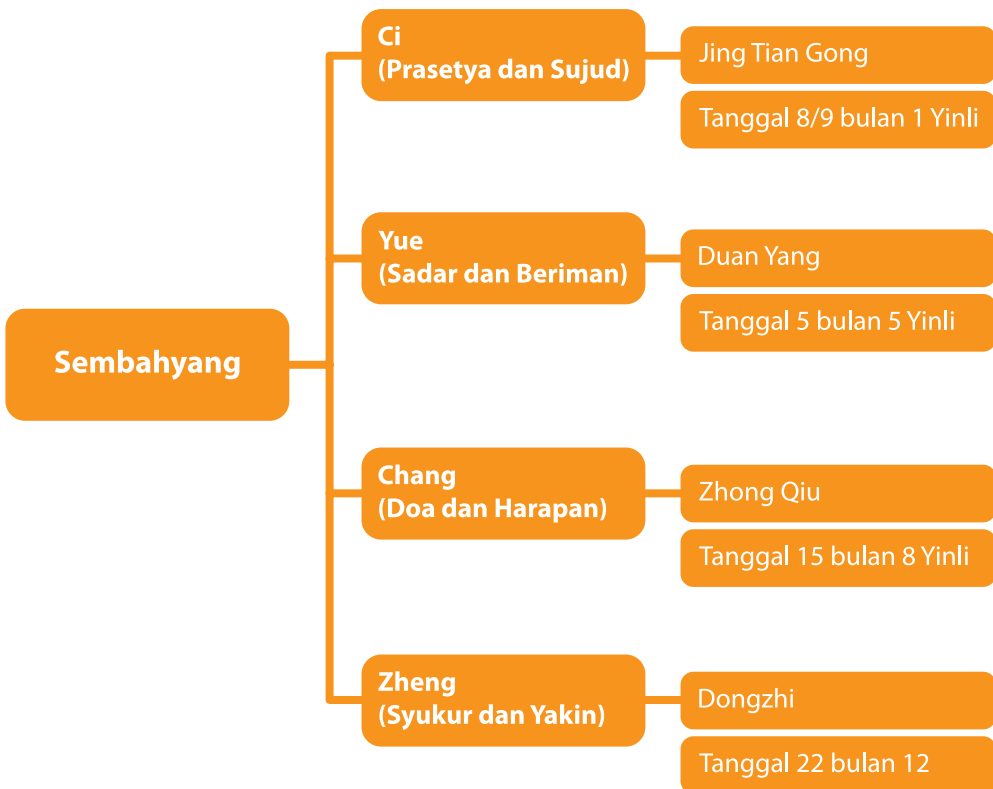 Sembahyang
Ci
(Prasetya dan Sujud)
Jing Tian Gong
Tanggal 8/9 bulan 1 Yinli
Yue
(Sadar dan Beriman)
Duan Yang
Tanggal 5 bulan 5 Yinli
Chang
(Doa dan Harapan)
Zhong Qiu
Tanggal 15 bulan 8 Yinli
Zheng
(Syukur dan Yakin)
Dongzhi
Tanggal 22 bulan 12